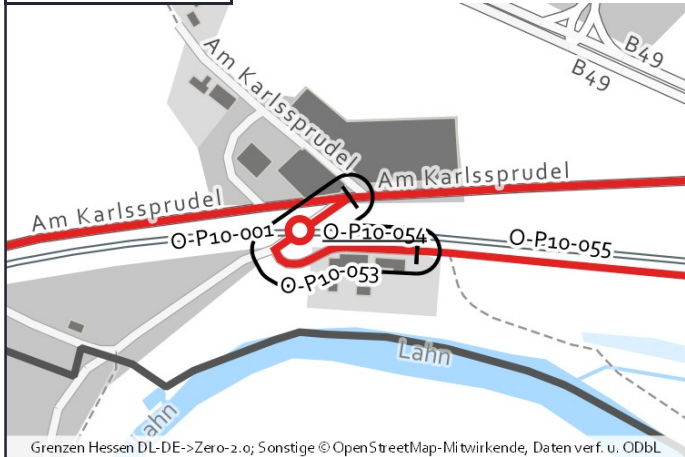 B49
B49
Am Karlssprudel
Am Karlssprudel
Am Karlssprudel
O-P10-001
O-P10-054
O-P10-055
O-P10-053
Lahn
Lahn
Grenzen Hessen DL-DE->Zero-2.0; Sonstige © OpenStreetMap-Mitwirkende, Daten verf. u. ODbL